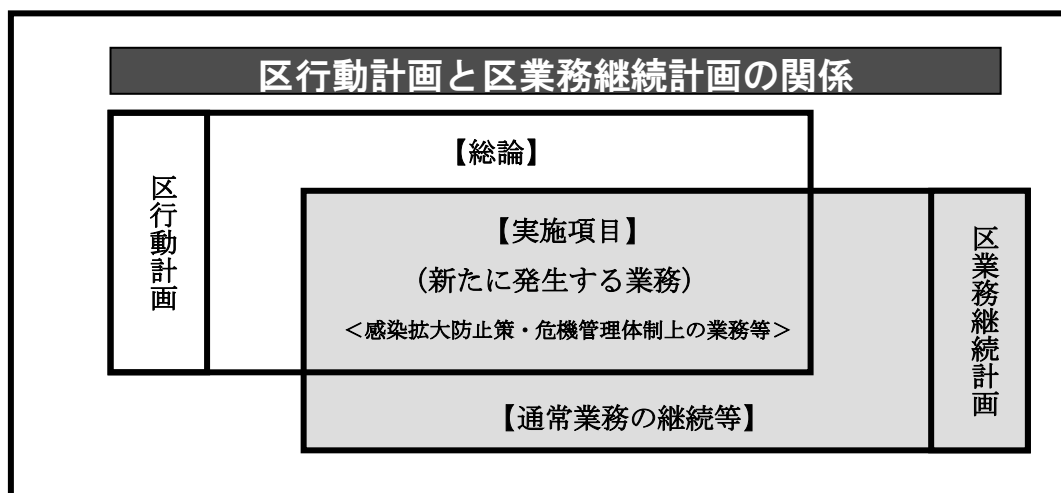 区行動計画と区業務継続計画の関係
【総論】
区行動計画
【実施項目】
（新たに発生する業務）
＜感染拡大防止策・危機管理体制上の業務等＞
区業務継続計画
【通常業務の継続等】